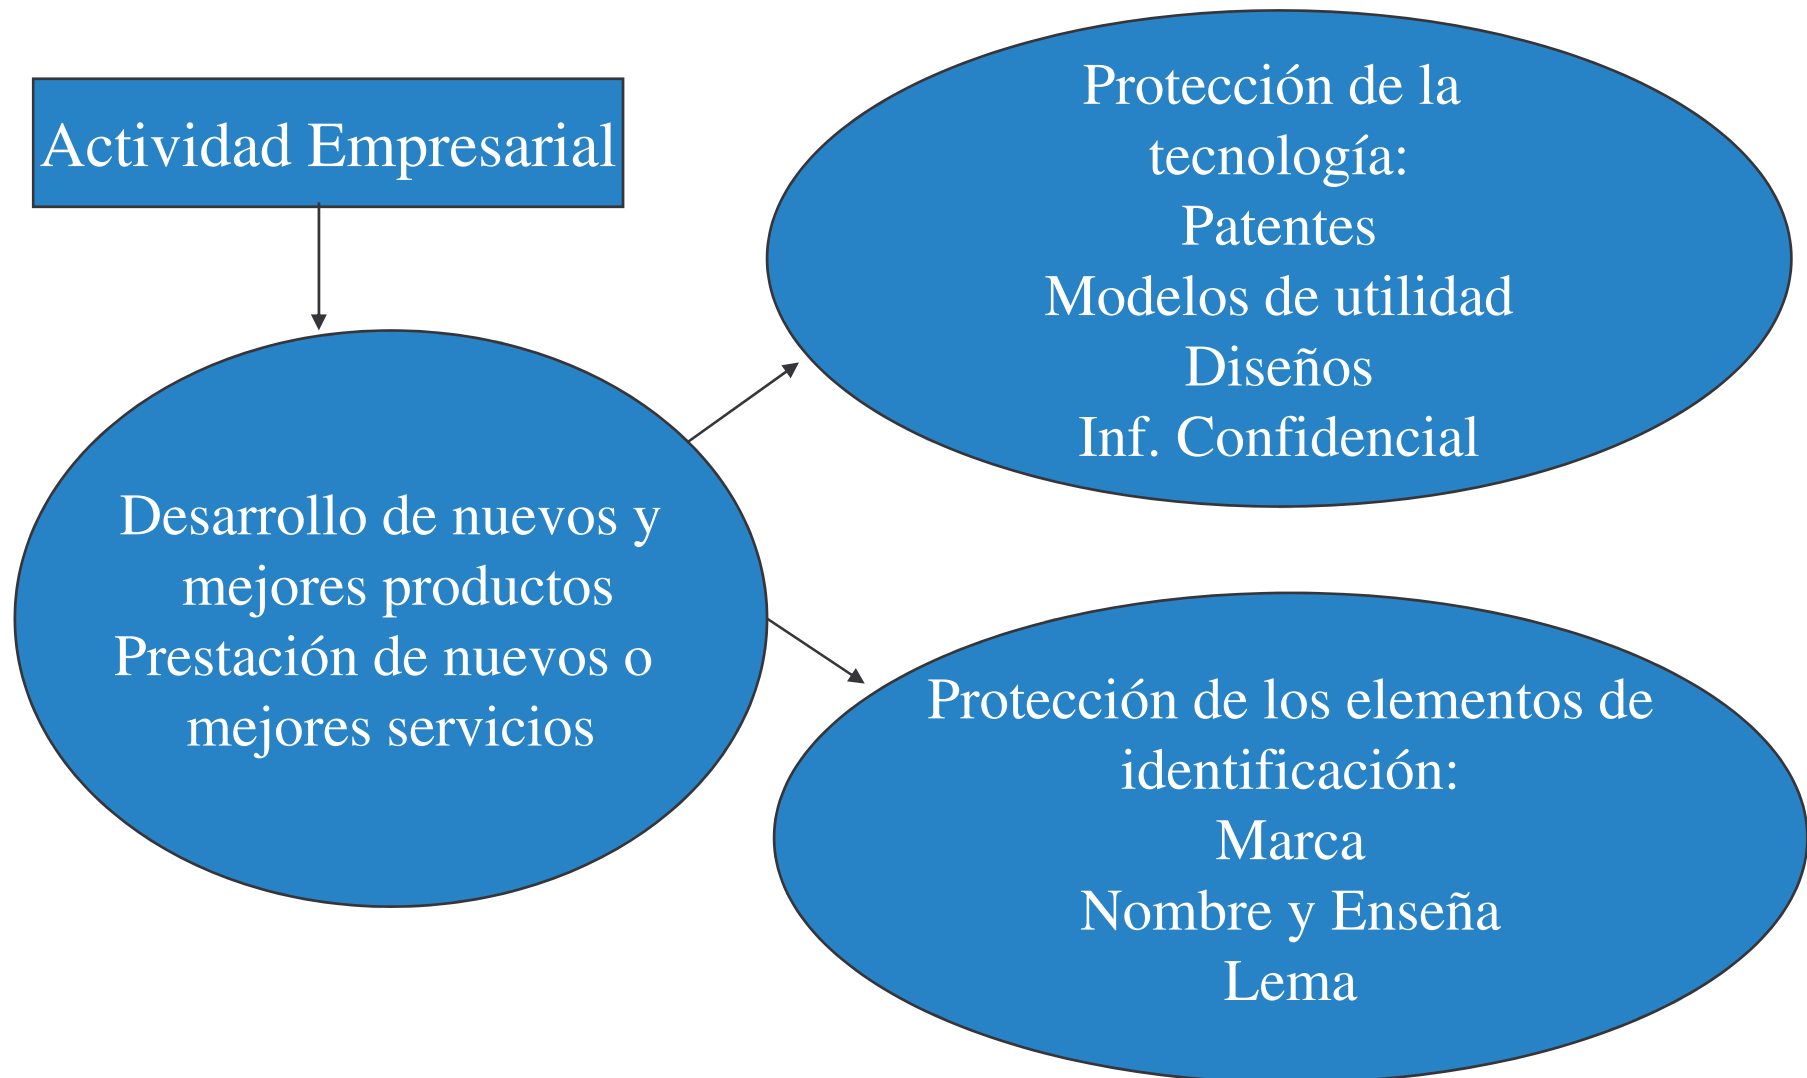 Actividad Empresarial
Desarrollo de nuevos y
mejores productos
Prestación de nuevos o
mejores servicios
Protección de la
tecnología:
Patentes
Modelos de utilidad
Diseños
Inf. Confidencial
Protección de los elementos de
identificación:
Marca
Nombre y Enseña
Lema